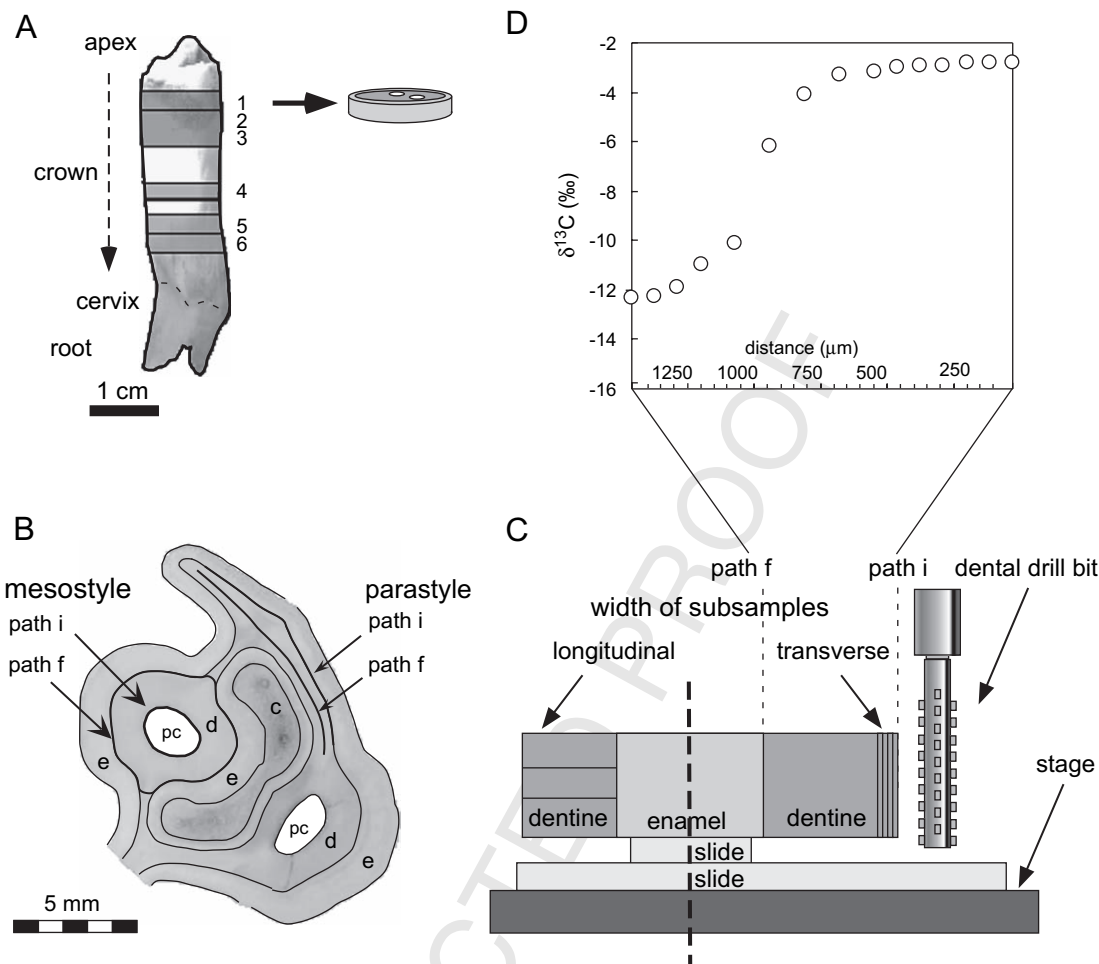 A
apex
crown
cervix
root
1 cm
1
2
3
4
5
6
D
-2
-4
-6
-8
-10
-12
-14
-16
δ13C (‰)
distance (μm)
1250 1000 750 500 250
B
mesostyle
path i
path f
parastyle
path i
path f
c
d
pc
e
e
pc
d
e
5 mm
C
path f path i dental drill bit
width of subsamples
longitudinal transverse
stage
dentine enamel dentine
slide
slide
CTED PROOF